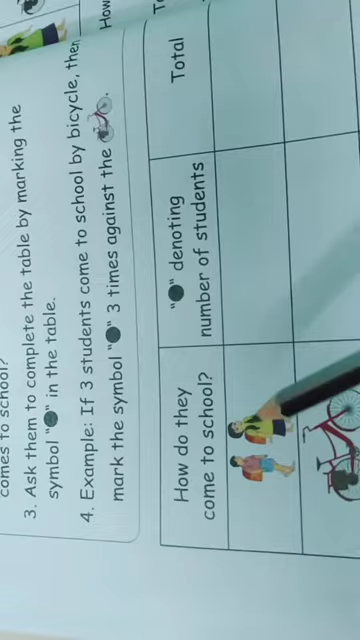 comes to school?
3. Ask them to complete the table by marking the
symbol "●" in the table.
4. Example: If 3 students come to school by bicycle, then
mark the symbol "●" 3 times against the
How
How do they
come to school?
"●" denoting
number of students
Total